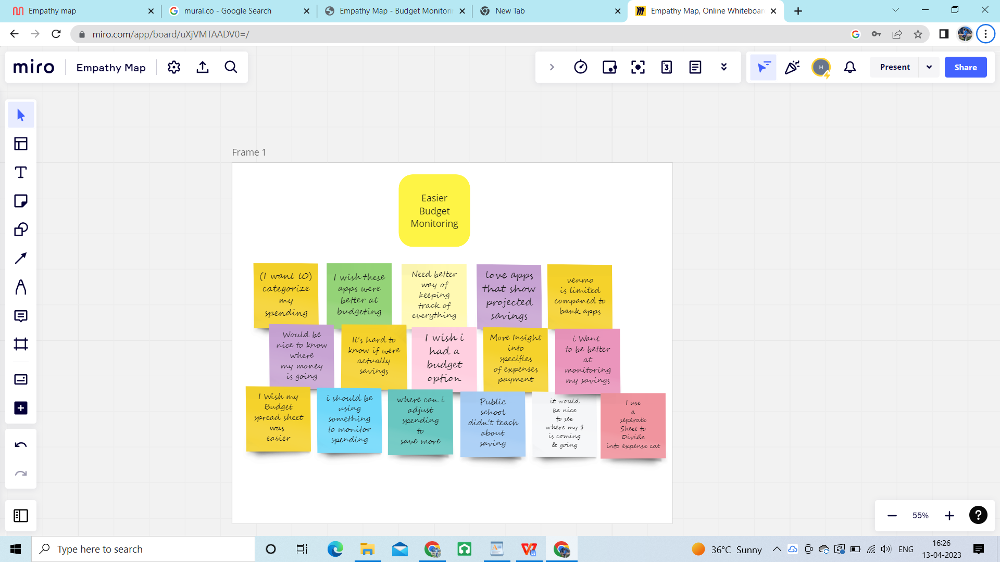 Empathy map
mural.co - Google Search
Empathy Map - Budget Monitorin
New Tab
Empathy Map, Online Whiteboar
miro.com/app/board/uXjVMTAADV0=/
miro
Empathy Map
3
H
Present
Share
Frame 1
Easier
Budget
Monitoring
(I want tO)
categorize
my
spending
I wish these
apps were
better at
budgeting
Need better
way of
keeping
track of
everything
love apps
that show
projected
savings
venmo
is limited
compared to
bank apps
Would be
nice to know
where
my money
is going
It's hard to
know if were
actually
savings
I wish i
had a
budget
option
More Insight
into
specifies
of expenses
payment
i Want
to be better
at
monitoring
my savings
I Wish my
Budget
spread sheet
was
easier
i should be
using
something
to monitor
spending
where can i
adjust
spending
to
save more
Public
school
didn't teach
about
saving
it would
be nice
to see
where my $
is coming
& going
I use
a
seperate
Sheet to
Divide
into expense cat
55%
?
Type here to search
36°C Sunny
ENG
16:26
13-04-2023